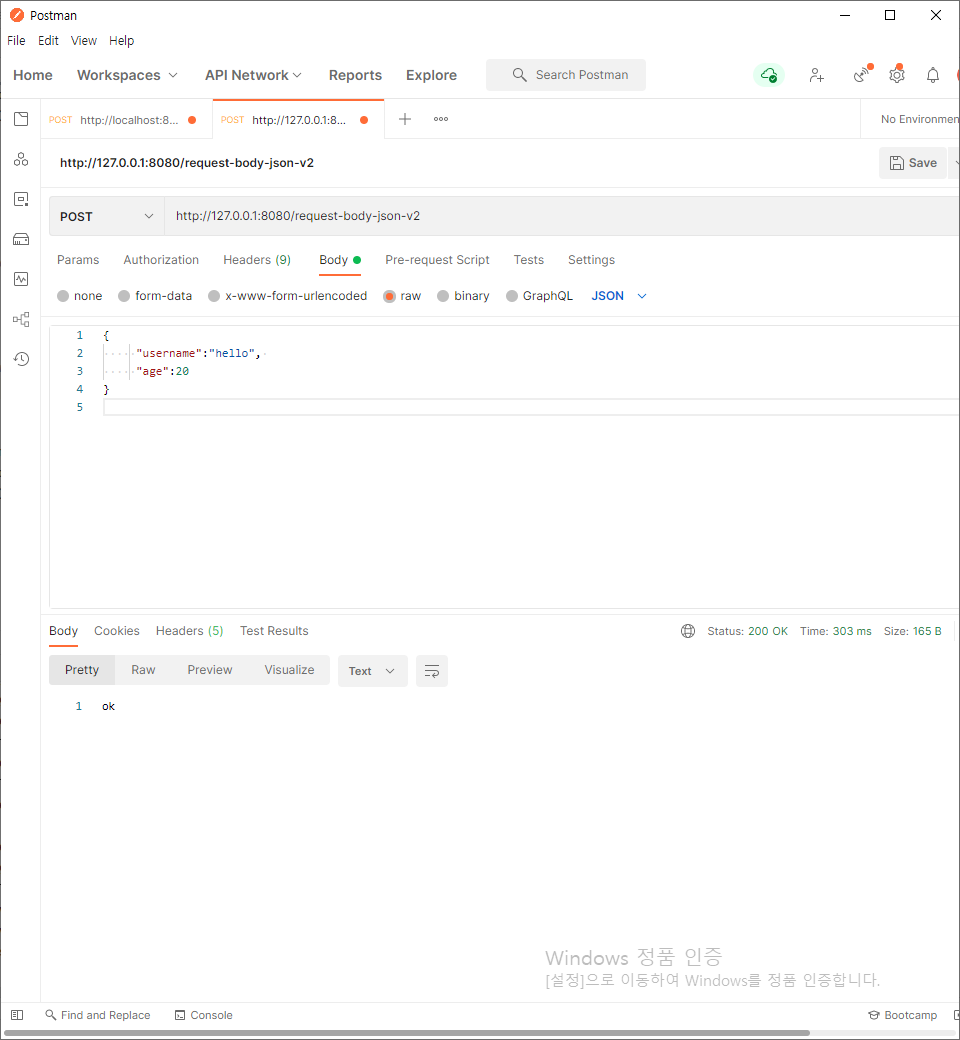 Postman
File Edit View Help
Home Workspaces API Network Reports Explore Search Postman
POST http://localhost:8... POST http://127.0.0.1:8... No Environmen
http://127.0.0.1:8080/request-body-json-v2 Save
POST http://127.0.0.1:8080/request-body-json-v2
Params Authorization Headers (9) Body Pre-request Script Tests Settings
none form-data x-www-form-urlencoded raw binary GraphQL JSON
1 {
2 "username":"hello",
3 "age":20
4 }
5
Body Cookies Headers (5) Test Results Status: 200 OK Time: 303 ms Size: 165 B
Pretty Raw Preview Visualize Text
1 ok
Windows 정품 인증
[설정]으로 이동하여 Windows를 정품 인증합니다.
Find and Replace Console Bootcamp